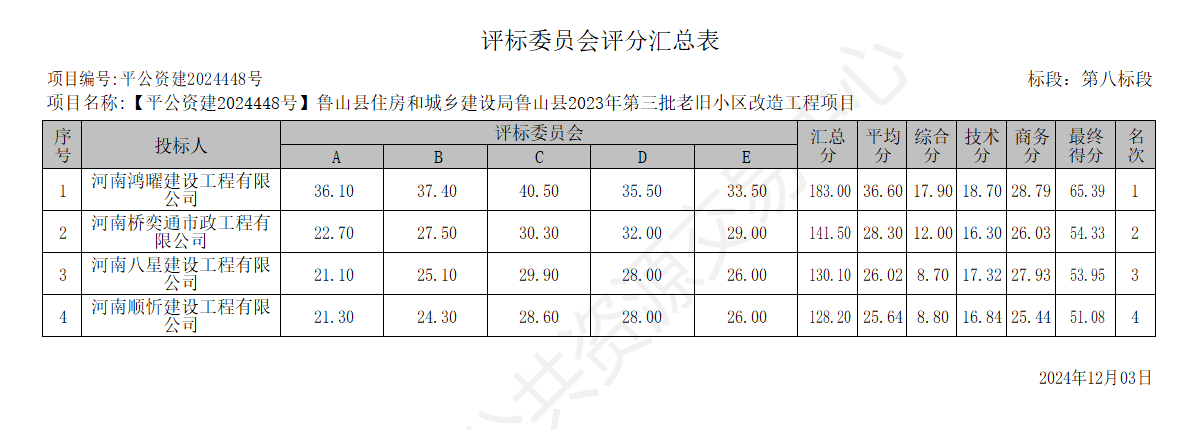 评标委员会评分汇总表
项目编号:平公资建2024448号 标段：第八标段
项目名称:【平公资建2024448号】鲁山县住房和城乡建设局鲁山县2023年第三批老旧小区改造工程项目
序号 投标人 评标委员会 汇总分 平均分 综合分 技术分 商务分 最终得分 名次
A B C D E
1 河南鸿曜建设工程有限公司 36.10 37.40 40.50 35.50 33.50 183.00 36.60 17.90 18.70 28.79 65.39 1
2 河南桥奕通市政工程有限公司 22.70 27.50 30.30 32.00 29.00 141.50 28.30 12.00 16.30 26.03 54.33 2
3 河南八星建设工程有限公司 21.10 25.10 29.90 28.00 26.00 130.10 26.02 8.70 17.32 27.93 53.95 3
4 河南顺忻建设工程有限公司 21.30 24.30 28.60 28.00 26.00 128.20 25.64 8.80 16.84 25.44 51.08 4
2024年12月03日
公共资源交易中心